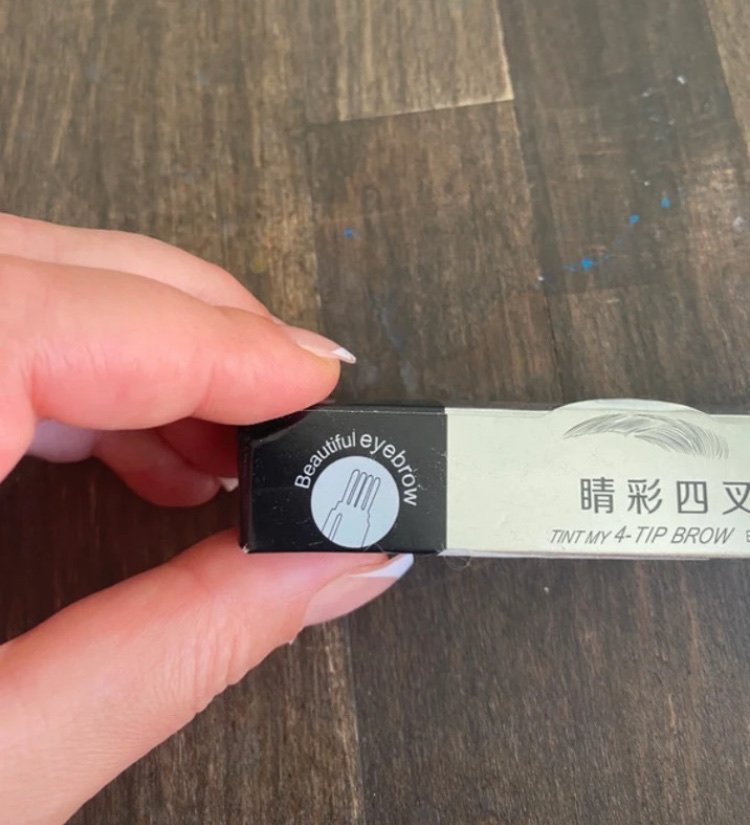 Beautiful eyebrow
睛彩四叉
TINT MY 4-TIP BROW